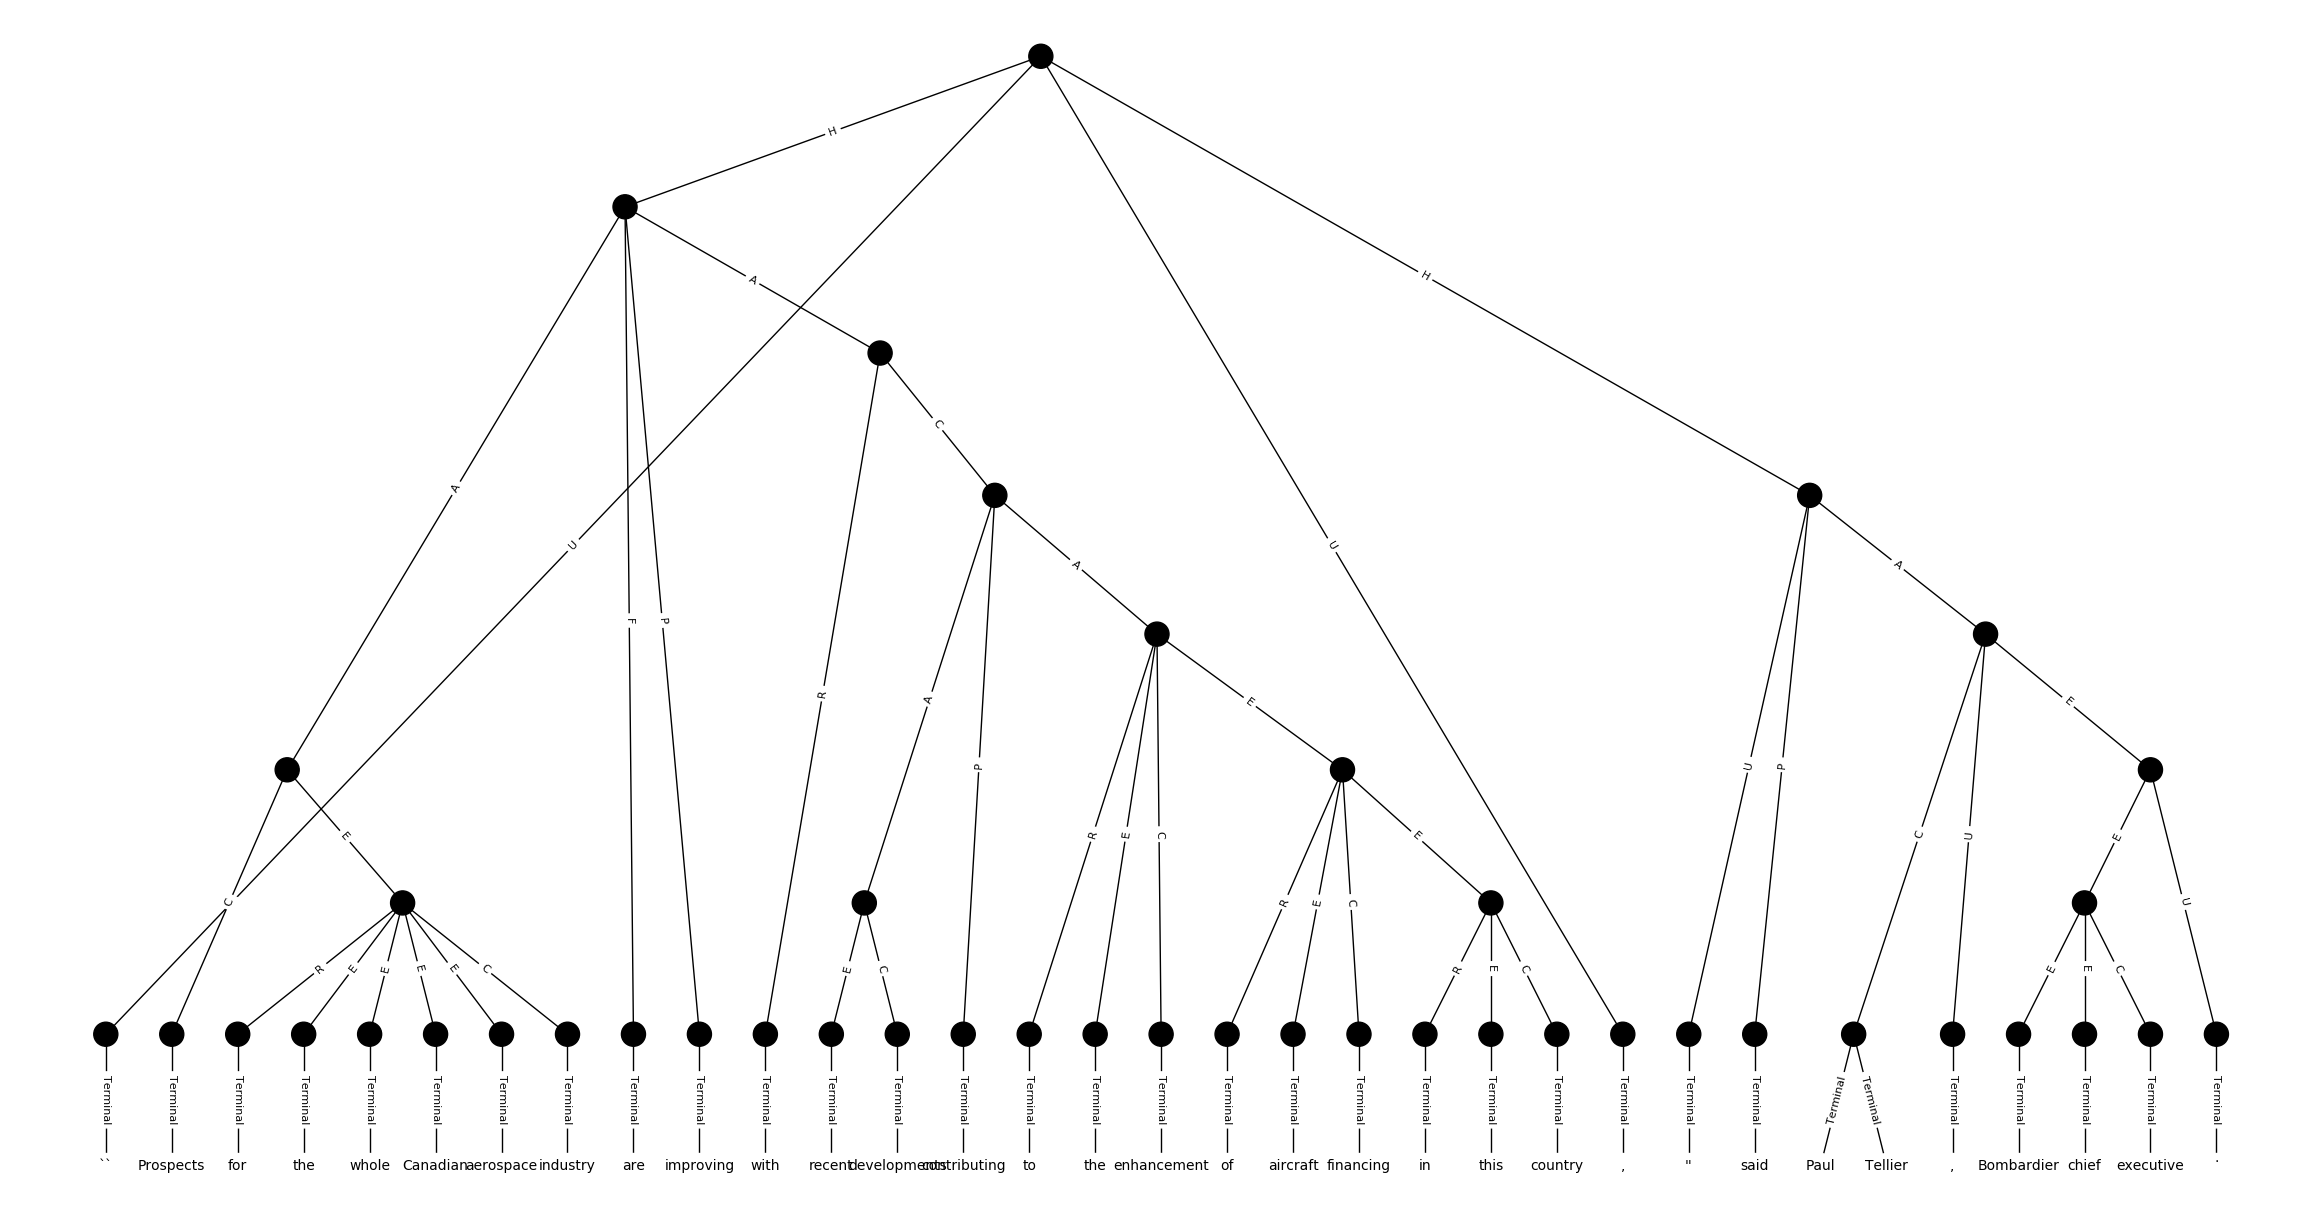 H
A
H
C
A
U
U
A
A
E
F
P
R
A
E
E
P
U
P
E
R
E
C
E
C
U
E
C
R
E
C
U
R
E
E
E
E
C
E
C
R
E
C
E
E
C
Terminal Terminal Terminal Terminal Terminal Terminal Terminal Terminal Terminal Terminal Terminal Terminal Terminal Terminal Terminal Terminal Terminal Terminal Terminal Terminal Terminal Terminal Terminal Terminal Terminal Terminal Terminal Terminal Terminal Terminal Terminal Terminal Terminal
`` Prospects for the whole Canadian aerospace industry are improving with recent developments contributing to the enhancement of aircraft financing in this country , " said Paul Tellier , Bombardier chief executive .